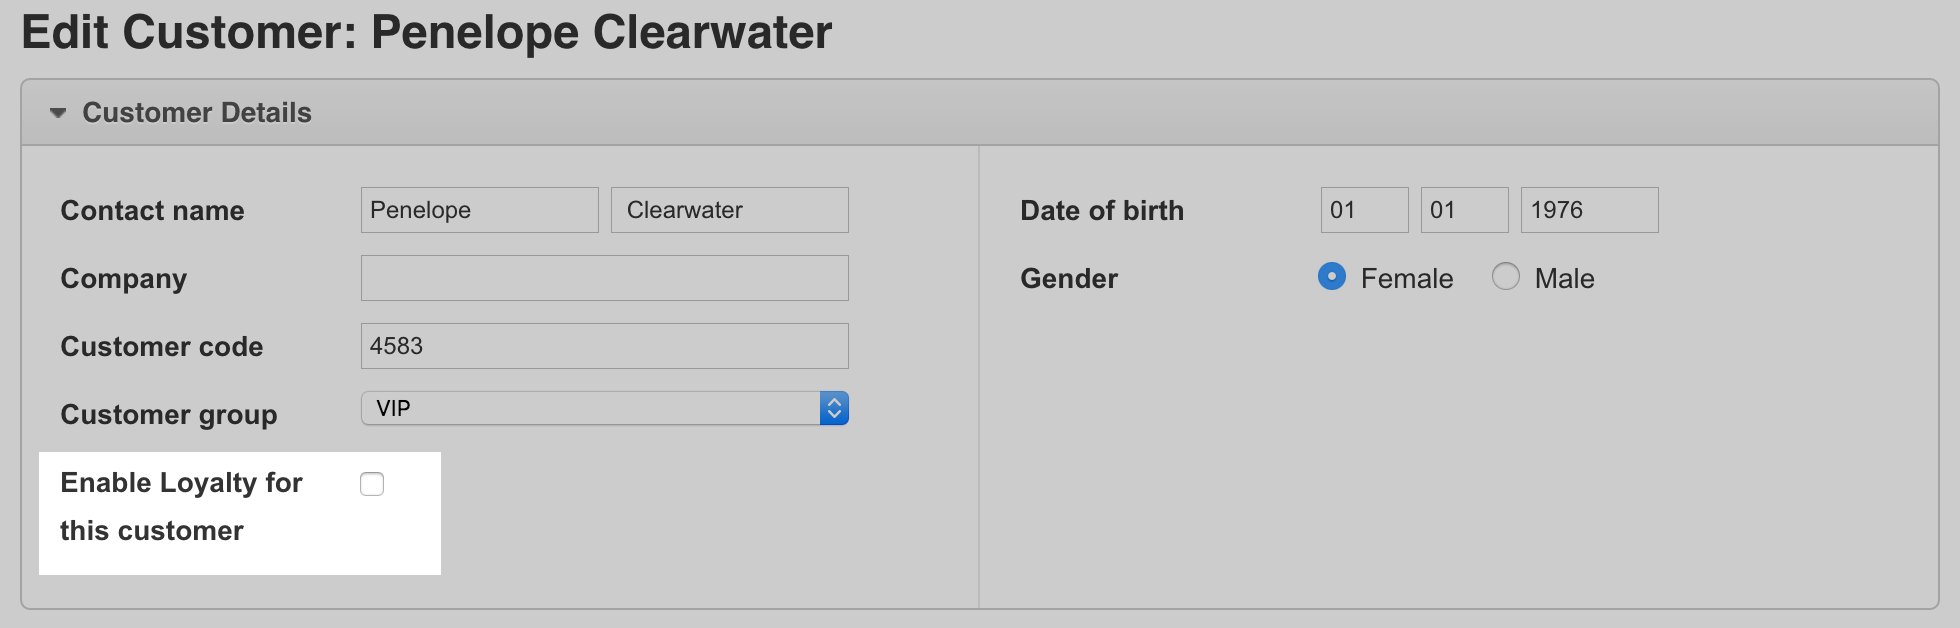 Edit Customer: Penelope Clearwater
Customer Details
Contact name Penelope Clearwater
Company
Customer code 4583
Customer group VIP
Enable Loyalty for
this customer
Date of birth 01 01 1976
Gender Female Male